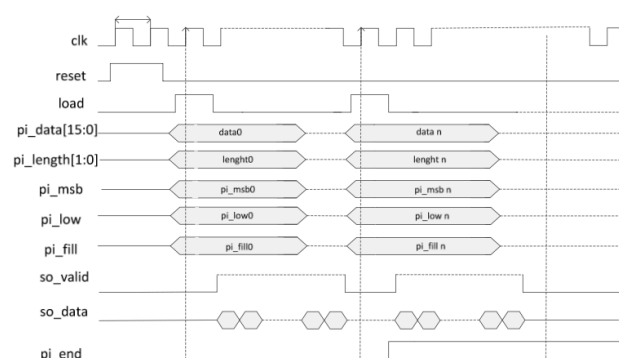 clk
reset
load
pi_data[15:0] data0 data n
pi_length[1:0] lenght0 lenght n
pi_msb pi_msb0 pi_msb n
pi_low pi_low0 pi_low n
pi_fill pi_fill0 pi_fill n
so_valid
so_data
pi_end